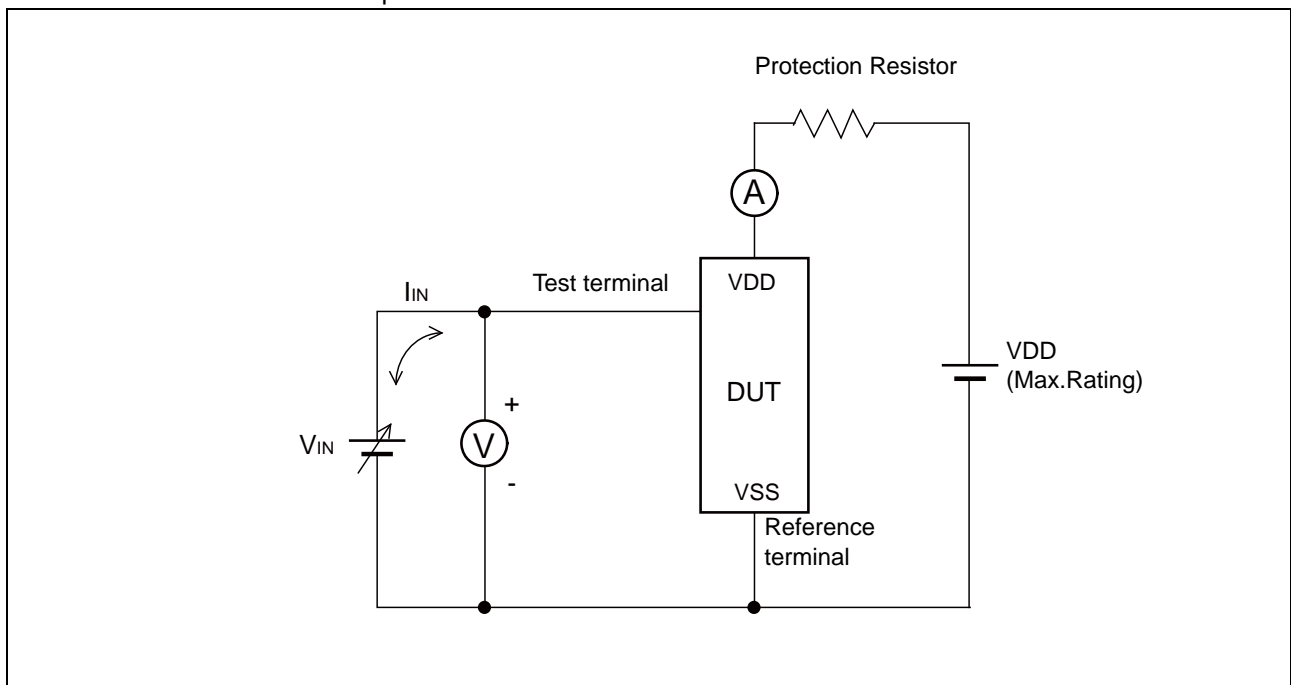 Protection Resistor
A
Test terminal
VDD
IIN
VDD
(Max.Rating)
DUT
+
VIN
V
-
VSS
Reference
terminal